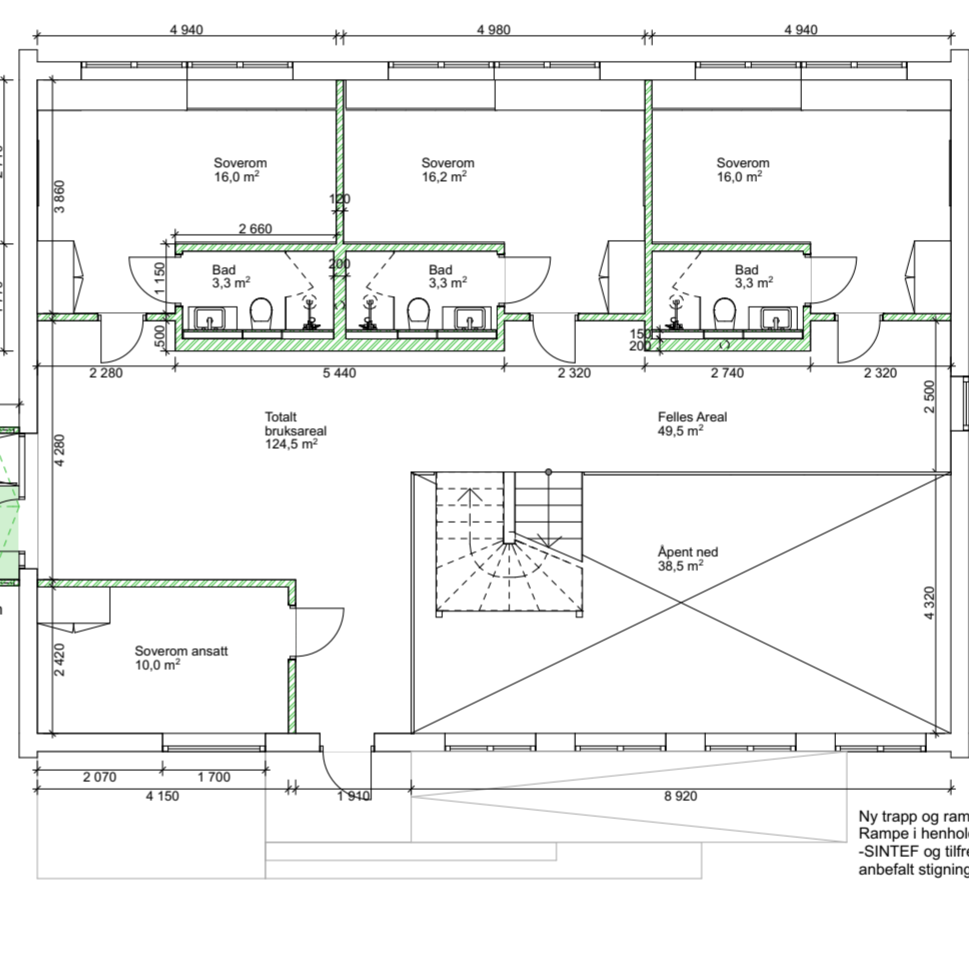 4 940
4 980
4 940
Soverom
16,0 m²
Soverom
16,2 m²
Soverom
16,0 m²
3 860
120
2 660
200
1 150
Bad
3,3 m²
Bad
3,3 m²
Bad
3,3 m²
500
150
200
2 280
5 440
2 320
2 740
2 320
2 500
Totalt
bruksareal
124,5 m²
Felles Areal
49,5 m²
4 280
Åpent ned
38,5 m²
4 320
Soverom ansatt
10,0 m²
2 420
2 070
1 700
4 150
1 910
8 920
Ny trapp og ram
Rampe i henhol
-SINTEF og tilfre
anbefalt stigning